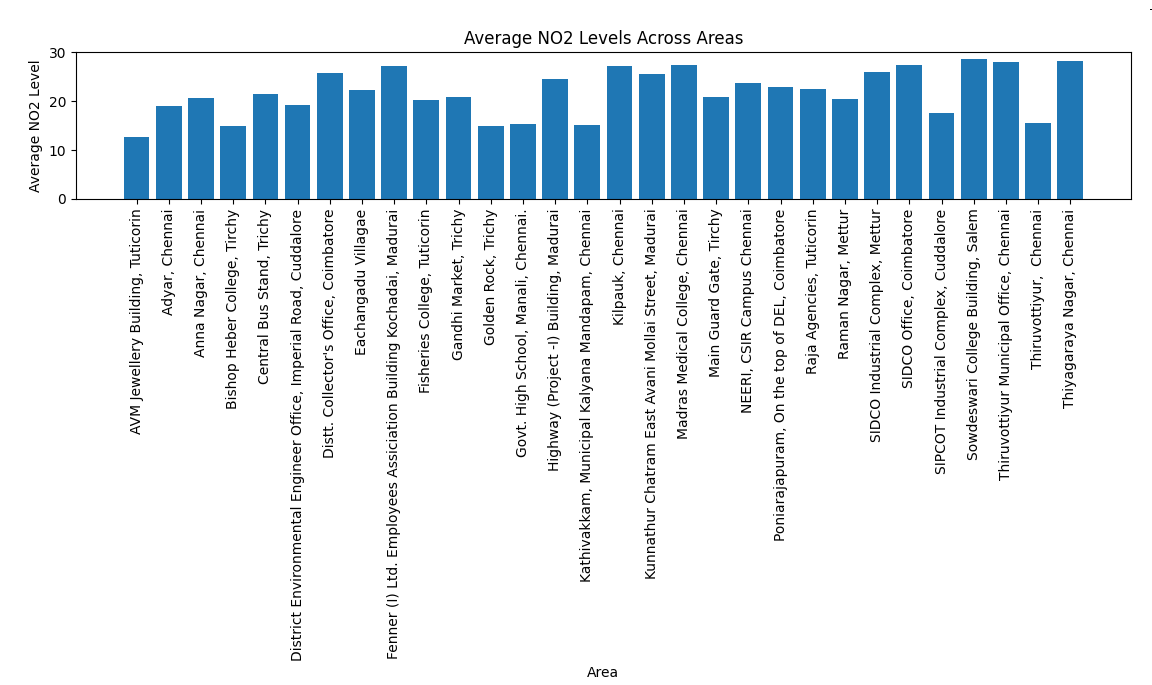 Average NO2 Levels Across Areas
Average NO2 Level
30
20
10
0
AVM Jewellery Building, Tuticorin
Adyar, Chennai
Anna Nagar, Chennai
Bishop Heber College, Tirchy
Central Bus Stand, Trichy
District Environmental Engineer Office, Imperial Road, Cuddalore
Distt. Collector's Office, Coimbatore
Eachangadu Villagae
Fenner (I) Ltd. Employees Assiciation Building Kochadai, Madurai
Fisheries College, Tuticorin
Gandhi Market, Trichy
Golden Rock, Trichy
Govt. High School, Manali, Chennai.
Highway (Project -I) Building, Madurai
Kathivakkam, Municipal Kalyana Mandapam, Chennai
Kilpauk, Chennai
Kunnathur Chatram East Avani Mollai Street, Madurai
Madras Medical College, Chennai
Main Guard Gate, Tirchy
NEERI, CSIR Campus Chennai
Poniarajapuram, On the top of DEL, Coimbatore
Raja Agencies, Tuticorin
Raman Nagar, Mettur
SIDCO Industrial Complex, Mettur
SIDCO Office, Coimbatore
SIPCOT Industrial Complex, Cuddalore
Sowdeswari College Building, Salem
Thiruvottiyur Municipal Office, Chennai
Thiruvottiyur,  Chennai
Thiyagaraya Nagar, Chennai
Area